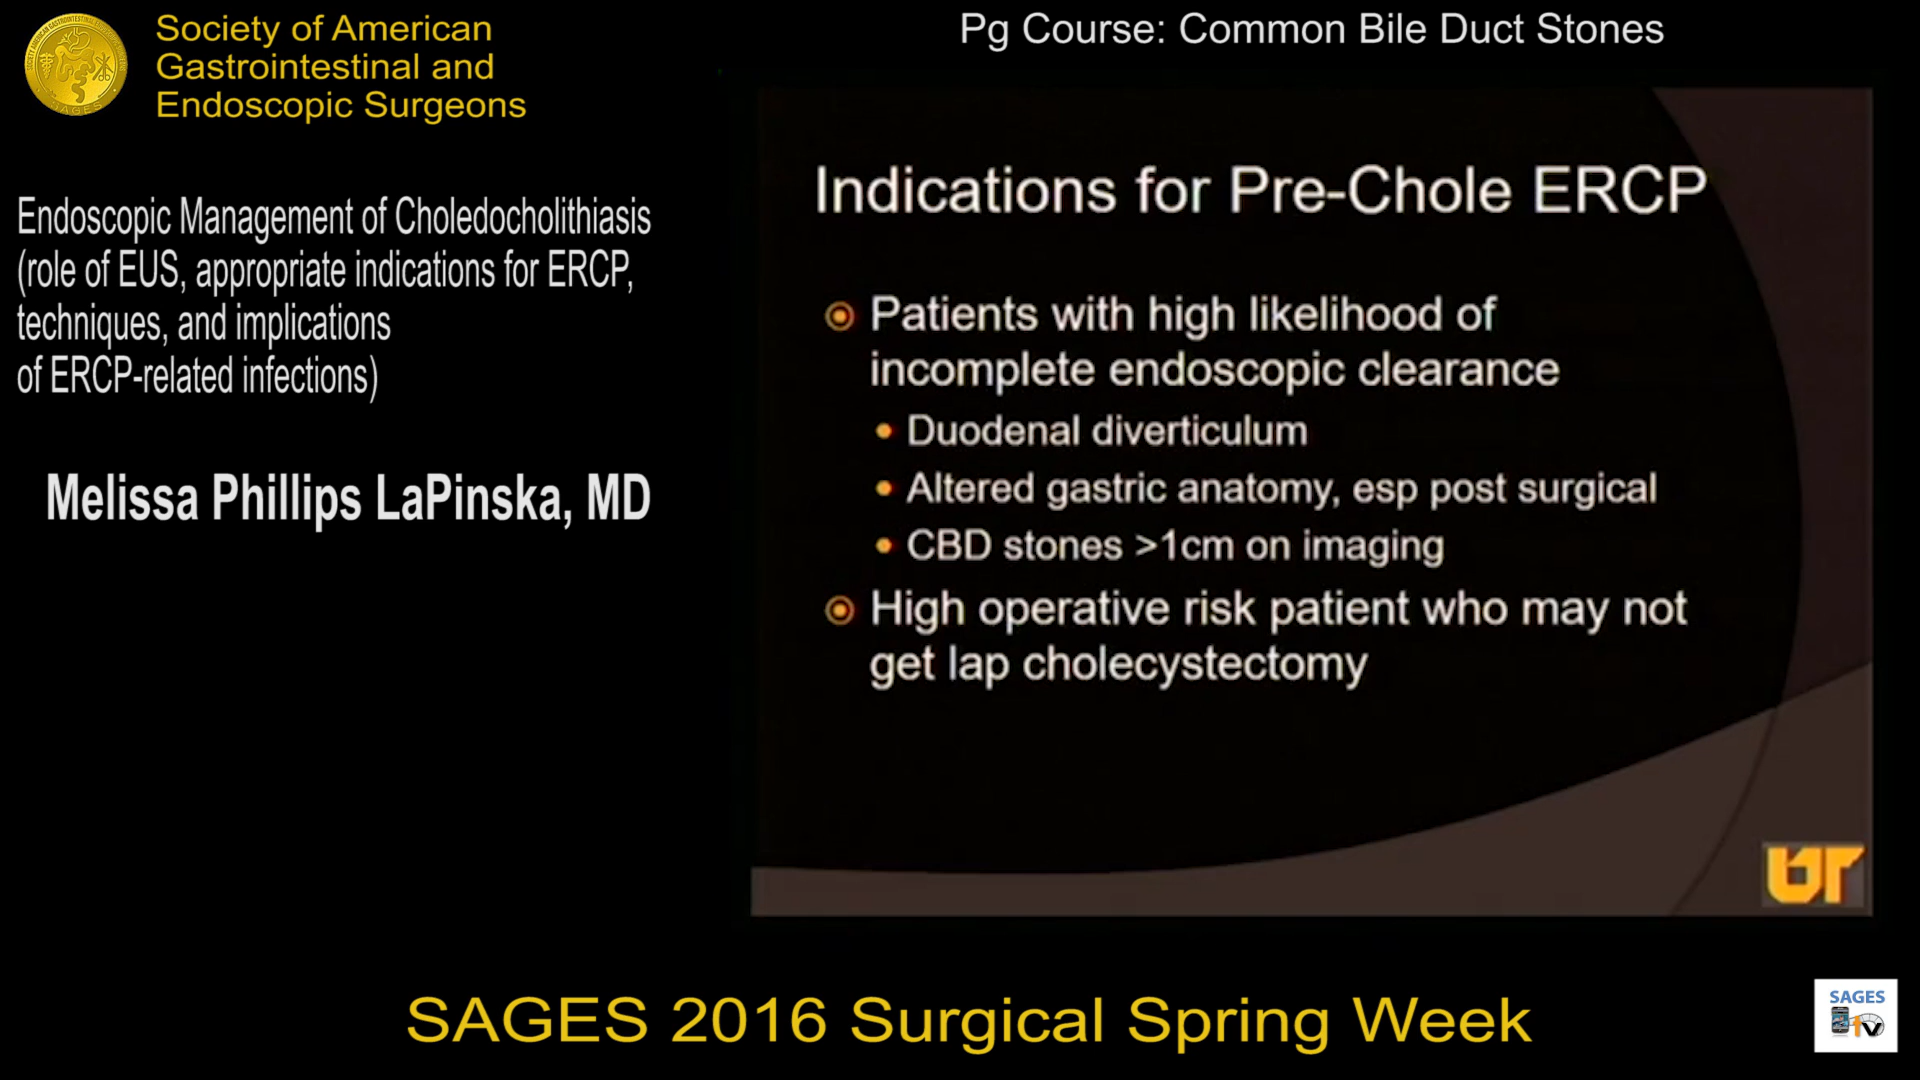 Society of American
Gastrointestinal and
Endoscopic Surgeons
Pg Course: Common Bile Duct Stones
Endoscopic Management of Choledocholithiasis
(role of EUS, appropriate indications for ERCP,
techniques, and implications
of ERCP-related infections)
Melissa Phillips LaPinska, MD
Indications for Pre-Chole ERCP
Patients with high likelihood of
incomplete endoscopic clearance
Duodenal diverticulum
Altered gastric anatomy, esp post surgical
CBD stones >1cm on imaging
High operative risk patient who may not
get lap cholecystectomy
UT
SAGES 2016 Surgical Spring Week
SAGES
tv